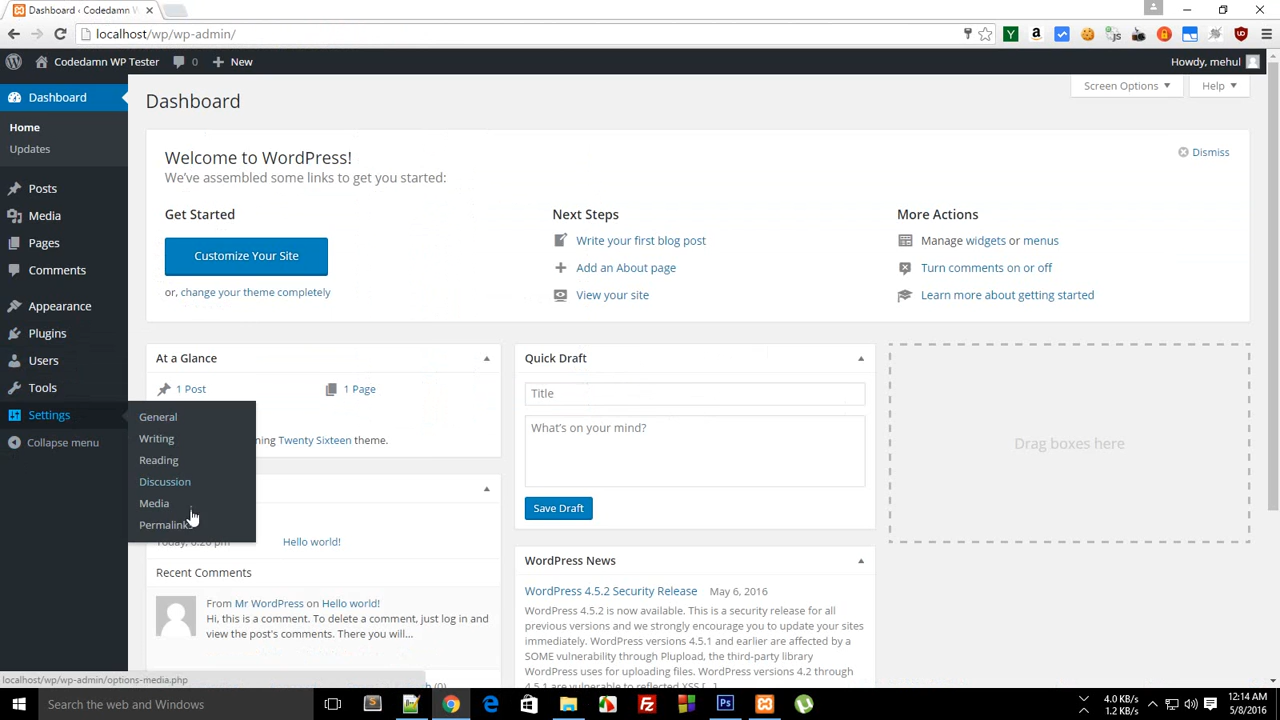 Dashboard ‹ Codedamn W
localhost/wp/wp-admin/
Codedamn WP Tester
0
New
Howdy, mehul
Dashboard
Home
Updates
Posts
Media
Pages
Comments
Appearance
Plugins
Users
Tools
Settings
Collapse menu
General
Writing
Reading
Discussion
Media
Permalinks
Dashboard
Screen Options
Help
Welcome to WordPress!
We've assembled some links to get you started:
Dismiss
Get Started
Customize Your Site
or, change your theme completely
Next Steps
Write your first blog post
Add an About page
View your site
More Actions
Manage widgets or menus
Turn comments on or off
Learn more about getting started
At a Glance
1 Post
1 Page
Twenty Sixteen theme.
Hello world!
Recent Comments
From Mr WordPress on Hello world!
Hi, this is a comment. To delete a comment, just log in and
view the post's comments. There you will...
Quick Draft
Title
What's on your mind?
Save Draft
WordPress News
WordPress 4.5.2 Security Release May 6, 2016
WordPress 4.5.2 is now available. This is a security release for all
previous versions and we strongly encourage you to update your sites
immediately. WordPress versions 4.5.1 and earlier are affected by a
SOME vulnerability through Plupload, the third-party library
WordPress uses for uploading files. WordPress versions 4.2 through
4.5.1 are vulnerable to reflected XSS […]
Drag boxes here
localhost/wp/wp-admin/options-media.php
Search the web and Windows
4.0 KB/s
1.2 KB/s
12:14 AM
5/8/2016